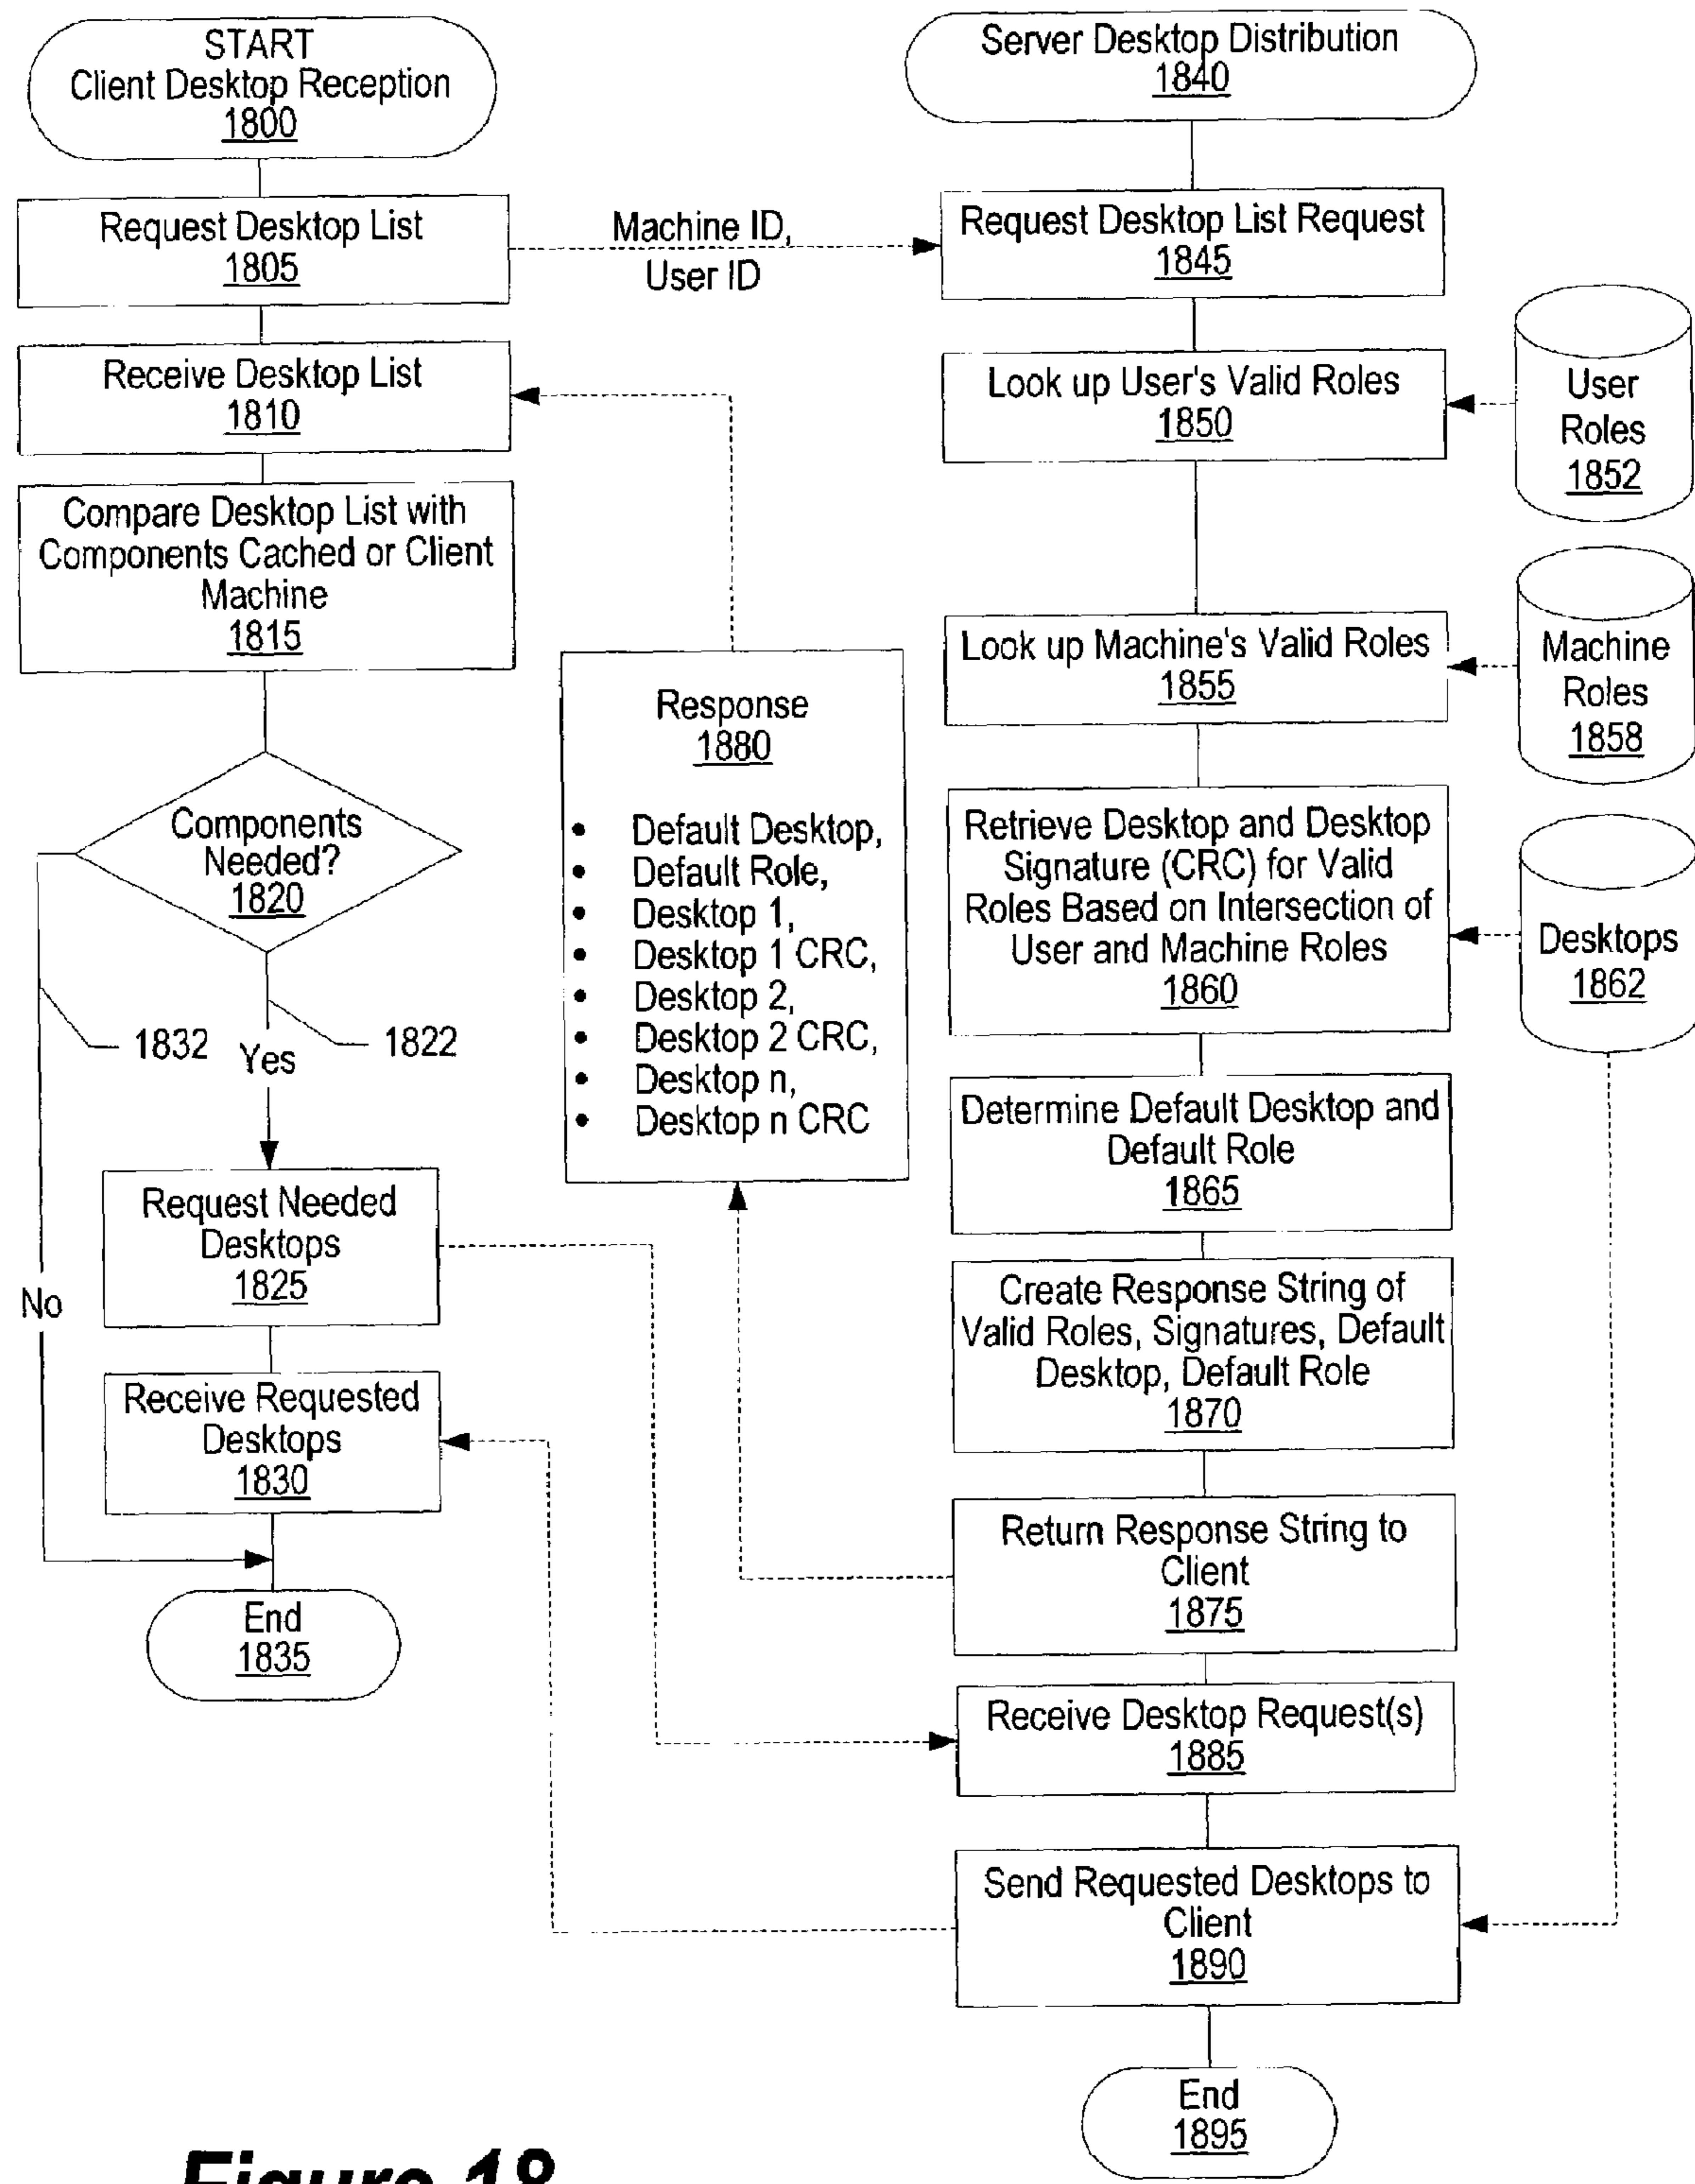 START
Client Desktop Reception
1800
Request Desktop List
1805
Receive Desktop List
1810
Compare Desktop List with
Components Cached or Client
Machine
1815
Components
Needed?
1820
1832
Yes
1822
No
Request Needed
Desktops
1825
Receive Requested
Desktops
1830
End
1835
Machine ID,
User ID
Response
1880
• Default Desktop,
• Default Role,
• Desktop 1,
• Desktop 1 CRC,
• Desktop 2,
• Desktop 2 CRC,
• Desktop n,
• Desktop n CRC
Server Desktop Distribution
1840
Request Desktop List Request
1845
Look up User's Valid Roles
1850
User
Roles
1852
Look up Machine's Valid Roles
1855
Machine
Roles
1858
Retrieve Desktop and Desktop
Signature (CRC) for Valid
Roles Based on Intersection of
User and Machine Roles
1860
Desktops
1862
Determine Default Desktop and
Default Role
1865
Create Response String of
Valid Roles, Signatures, Default
Desktop, Default Role
1870
Return Response String to
Client
1875
Receive Desktop Request(s)
1885
Send Requested Desktops to
Client
1890
End
1895
Figure 18